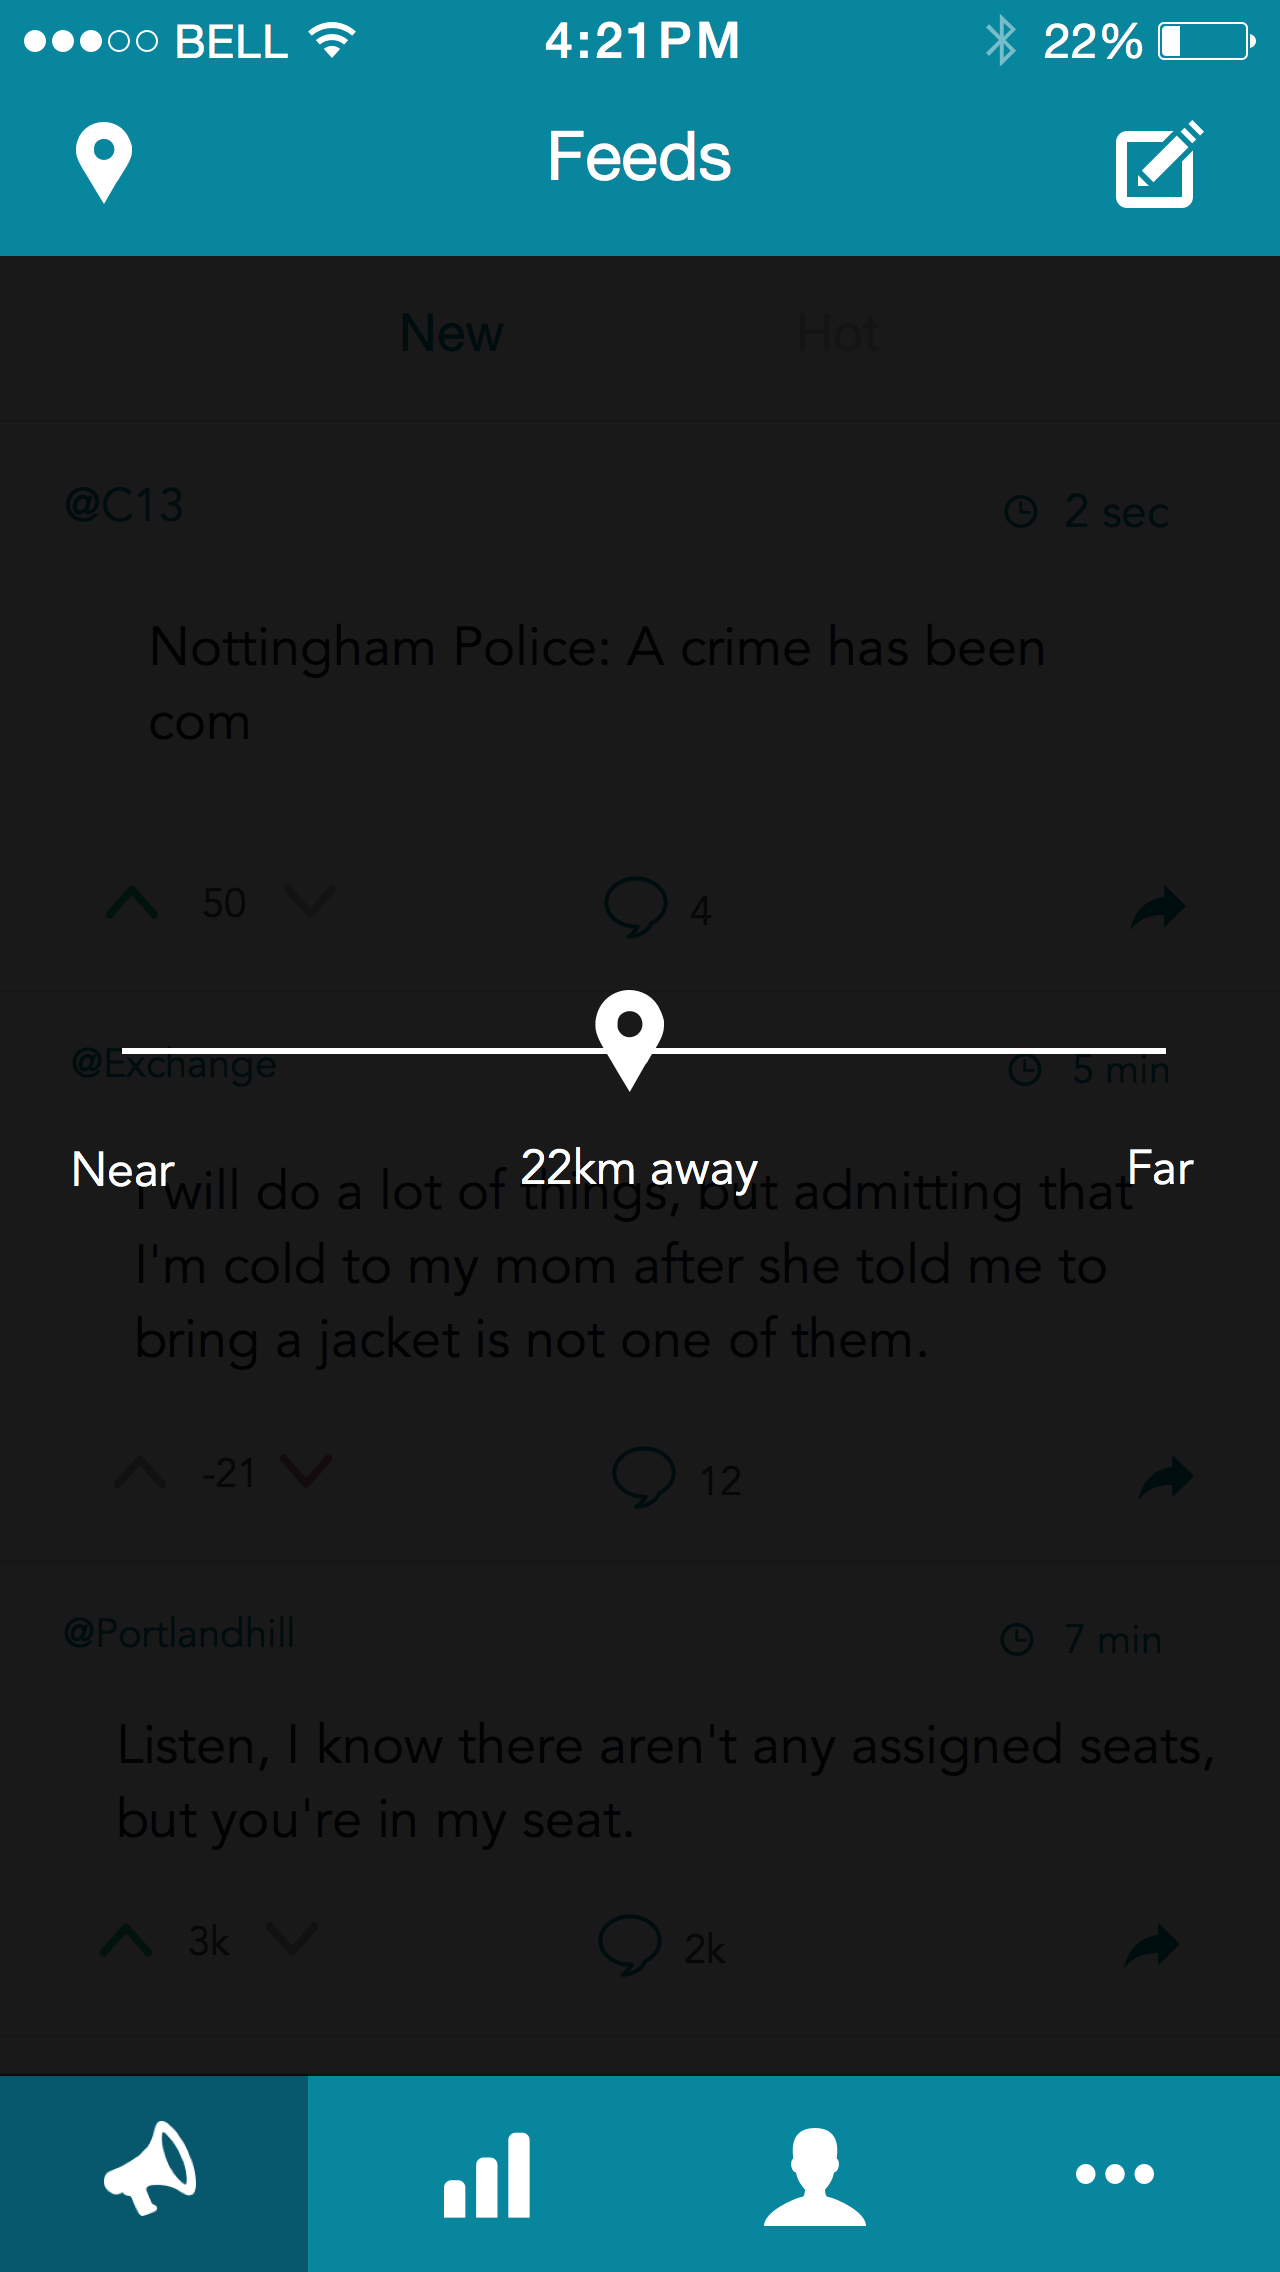 BELL 4:21PM 22%
Feeds
New Hot
@C13 2 sec
Nottingham Police: A crime has been
com
50 4
@Exchange 5 min
Near 22km away Far
I will do a lot of things, but admitting that
I'm cold to my mom after she told me to
bring a jacket is not one of them.
-21 12
@Portlandhill 7 min
Listen, I know there aren't any assigned seats,
but you're in my seat.
3k 2k